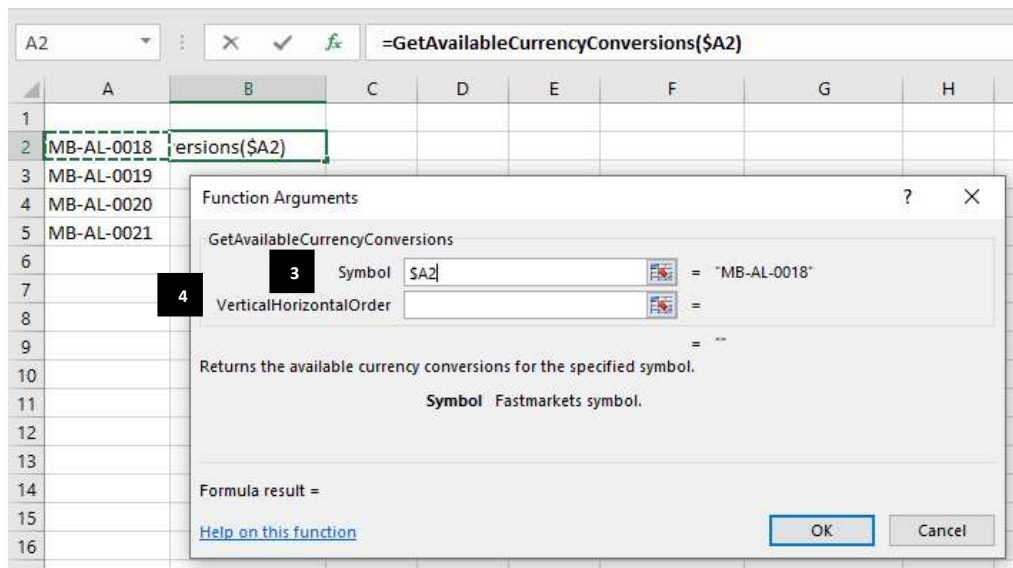 A2 fx =GetAvailableCurrencyConversions($A2)
A B C D E F G H
1
2 MB-AL-0018 ersions($A2)
3 MB-AL-0019
4 MB-AL-0020
5 MB-AL-0021
6
7
8
9
10
11
12
13
14
15
16
Function Arguments ? X
GetAvailableCurrencyConversions
3 Symbol $A2 = "MB-AL-0018"
4 VerticalHorizontalOrder =
= ""
Returns the available currency conversions for the specified symbol.
Symbol Fastmarkets symbol.
Formula result =
Help on this function OK Cancel